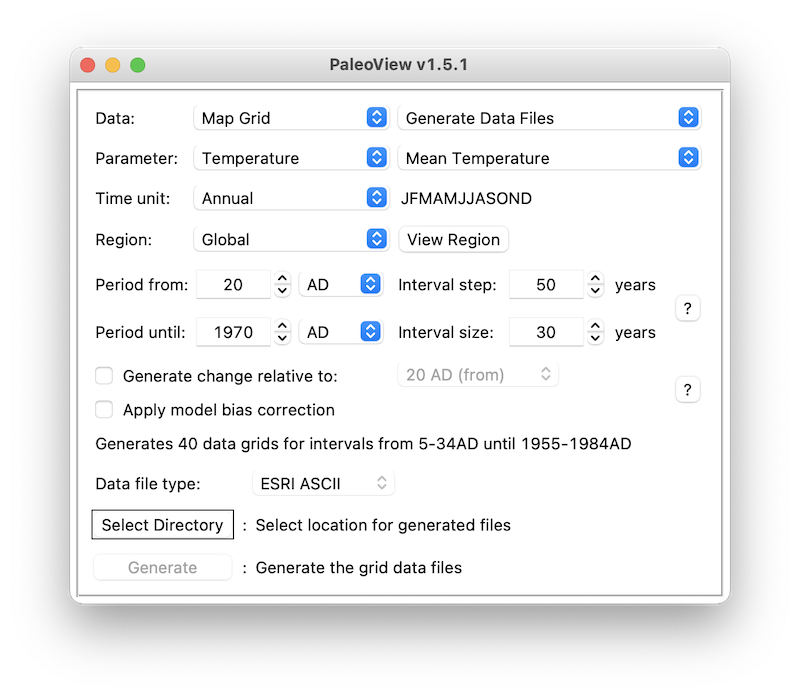 PaleoView v1.5.1
Data: Map Grid Generate Data Files
Parameter: Temperature Mean Temperature
Time unit: Annual JFMAMJJASOND
Region: Global View Region
Period from: 20 AD Interval step: 50 years
?
Period until: 1970 AD Interval size: 30 years
Generate change relative to: 20 AD (from)
?
Apply model bias correction
Generates 40 data grids for intervals from 5-34AD until 1955-1984AD
Data file type: ESRI ASCII
Select Directory : Select location for generated files
Generate : Generate the grid data files